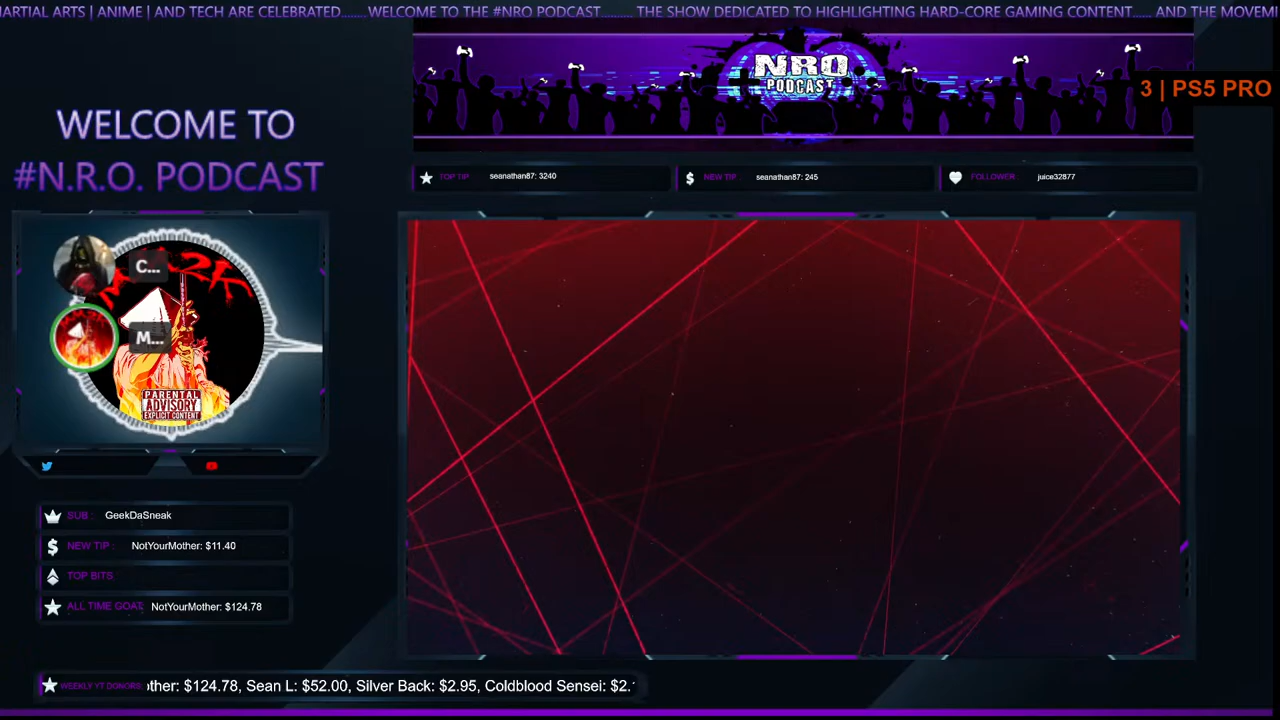 ARTIAL ARTS | ANIME | AND TECH ARE CELEBRATED....... WELCOME TO THE #NRO PODCAST......... THE SHOW DEDICATED TO HIGHLIGHTING HARD-CORE GAMING CONTENT...... AND THE MOVEM
NRO
PODCAST
3 | PS5 PRO
WELCOME TO
#N.R.O. PODCAST
TOP TIP seanathan87: 3240
NEW TIP : seanathan87: 245
FOLLOWER : juice32877
C...
M...
PARENTAL
ADVISORY
EXPLICIT CONTENT
SUB : GeekDaSneak
NEW TIP : NotYourMother: $11.40
TOP BITS
ALL TIME GOAT: NotYourMother: $124.78
WEEKLY YT DONORS: other: $124.78, Sean L: $52.00, Silver Back: $2.95, Coldblood Sensei: $2.